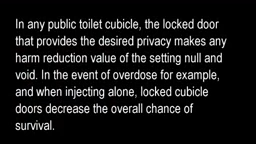 In any public toilet cubicle, the locked door
that provides the desired privacy makes any
harm reduction value of the setting null and
void. In the event of overdose for example,
and when injecting alone, locked cubicle
doors decrease the overall chance of
survival.